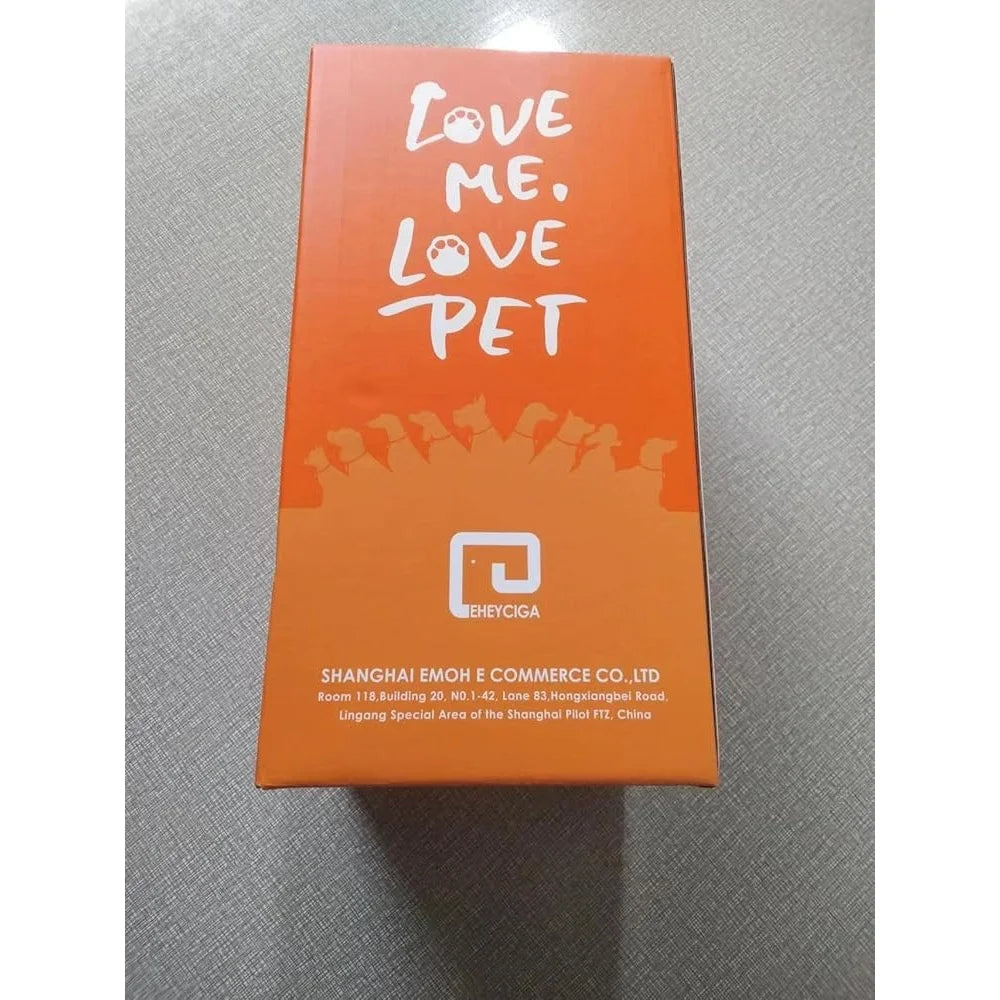 LOVE
ME.
LOVE
PET
EHEYCIGA
SHANGHAI EMOH E COMMERCE CO.,LTD
Room 118,Building 20, N0.1-42, Lane 83,Hongxiangbei Road,
Lingang Special Area of the Shanghai Pilot FTZ, China